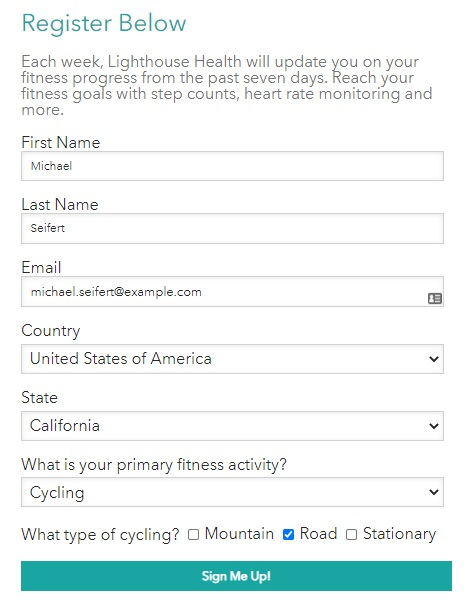 Register Below
Each week, Lighthouse Health will update you on your
fitness progress from the past seven days. Reach your
fitness goals with step counts, heart rate monitoring and
more.
First Name
Michael
Last Name
Seifert
Email
michael.seifert@example.com
Country
United States of America
State
California
What is your primary fitness activity?
Cycling
What type of cycling? Mountain Road Stationary
Sign Me Up!